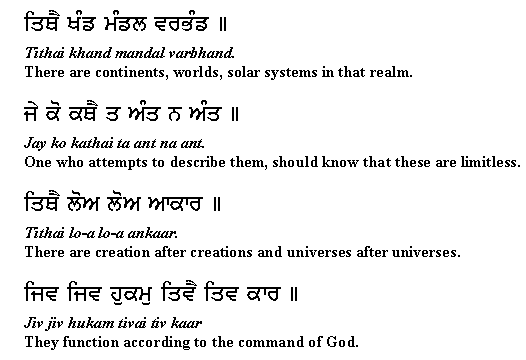 ਤਿਥੈ ਖੰਡ ਮੰਡਲ ਵਰਭੰਡ ॥
Tithai khand mandal varbhand.
There are continents, worlds, solar systems in that realm.
ਜੇ ਕੋ ਕਥੈ ਤ ਅੰਤ ਨ ਅੰਤ ॥
Jay ko kathai ta ant na ant.
One who attempts to describe them, should know that these are limitless.
ਤਿਥੈ ਲੋਅ ਲੋਅ ਆਕਾਰ ॥
Tithai lo-a lo-a ankaar.
There are creation after creations and universes after universes.
ਜਿਵ ਜਿਵ ਹੁਕਮੁ ਤਿਵੈ ਤਿਵ ਕਾਰ ॥
Jiv jiv hukam tivai tiv kaar
They function according to the command of God.